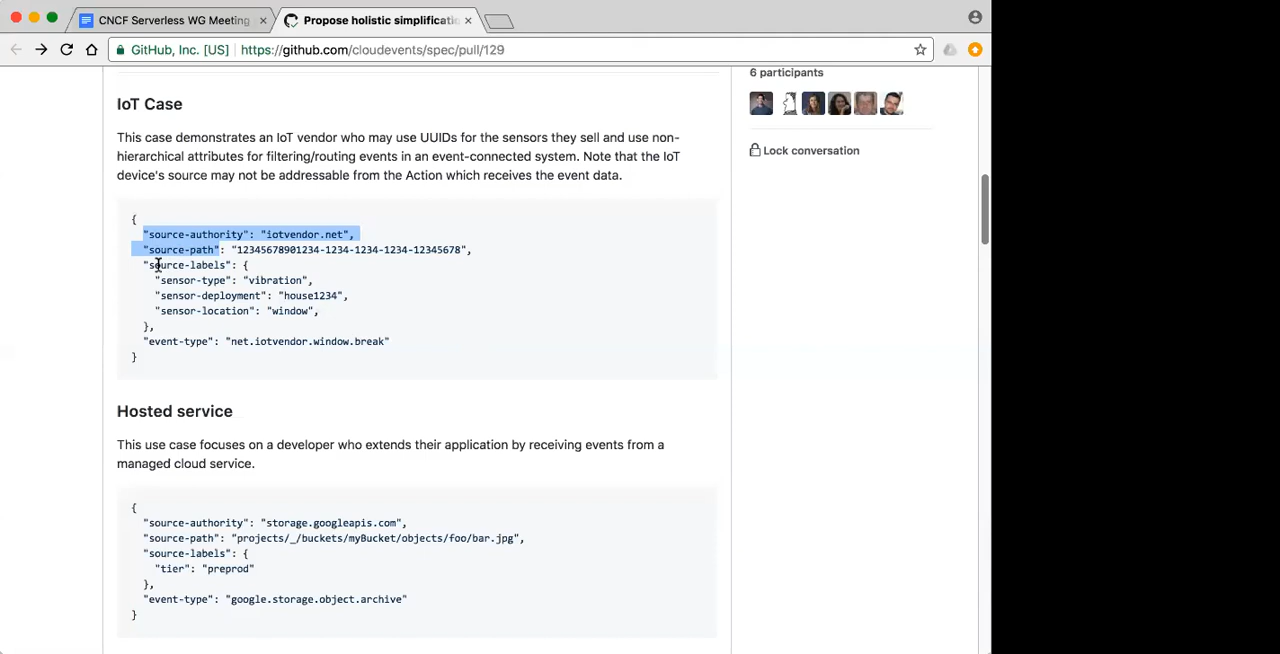 CNCF Serverless WG Meeting
Propose holistic simplificati
GitHub, Inc. [US]
https://github.com/cloudevents/spec/pull/129
6 participants
Lock conversation
IoT Case
This case demonstrates an IoT vendor who may use UUIDs for the sensors they sell and use non-
hierarchical attributes for filtering/routing events in an event-connected system. Note that the IoT
device's source may not be addressable from the Action which receives the event data.
{
"source-authority": "iotvendor.net",
"source-path": "12345678901234-1234-1234-1234-12345678",
"source-labels": {
"sensor-type": "vibration",
"sensor-deployment": "house1234",
"sensor-location": "window",
},
"event-type": "net.iotvendor.window.break"
}
Hosted service
This use case focuses on a developer who extends their application by receiving events from a
managed cloud service.
{
"source-authority": "storage.googleapis.com",
"source-path": "projects/_/buckets/myBucket/objects/foo/bar.jpg",
"source-labels": {
"tier": "preprod"
},
"event-type": "google.storage.object.archive"
}